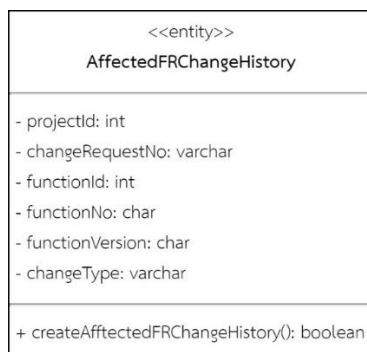 <<entity>>
AffectedFRChangeHistory
- projectId: int
- changeRequestNo: varchar
- functionId: int
- functionNo: char
- functionVersion: char
- changeType: varchar
+ createAfftectedFRChangeHistory(): boolean